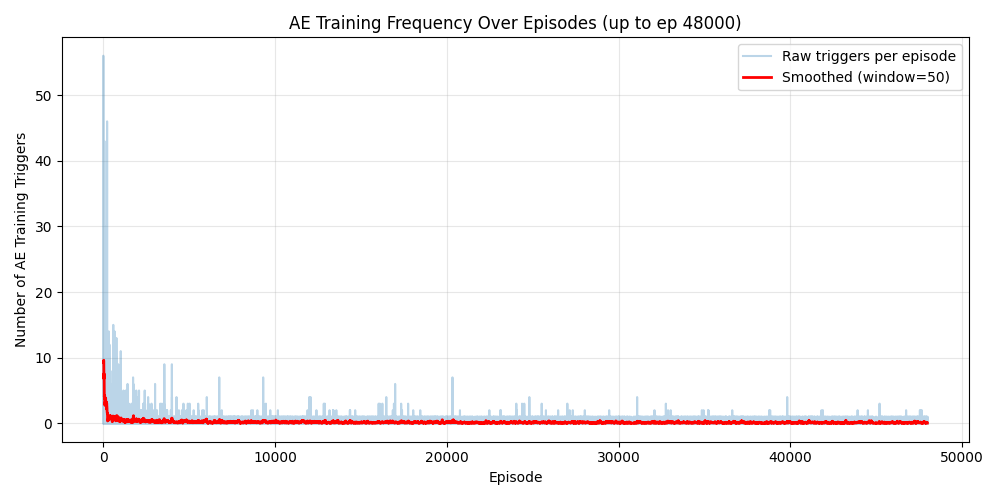 AE Training Frequency Over Episodes (up to ep 48000)
Raw triggers per episode
Smoothed (window=50)
Number of AE Training Triggers
50
40
30
20
10
0
0
10000
20000
30000
40000
50000
Episode